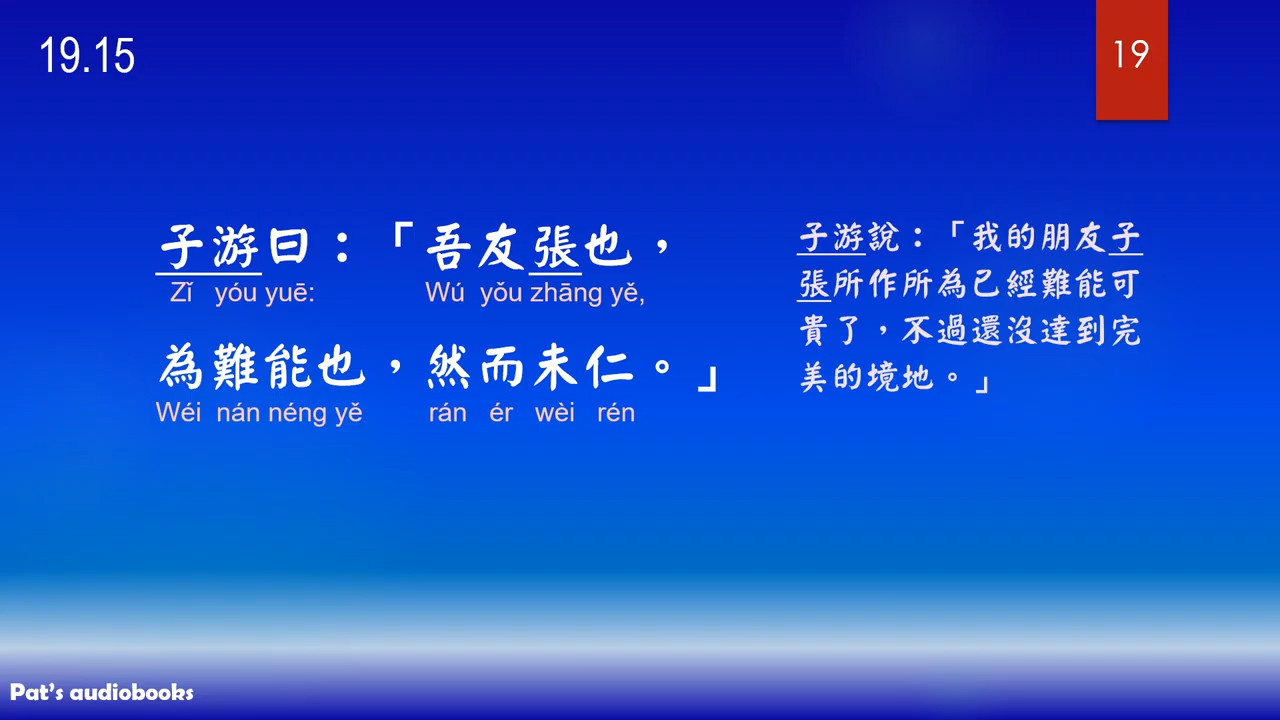 19.15
19
子游曰：「吾友張也，
Zǐ yóu yuē: Wú yǒu zhāng yě,
為難能也，然而未仁。」
Wéi nán néng yě rán ér wèi rén
子游說：「我的朋友子
張所作所為已經難能可
貴了，不過還沒達到完
美的境地。」
Pat's audiobooks